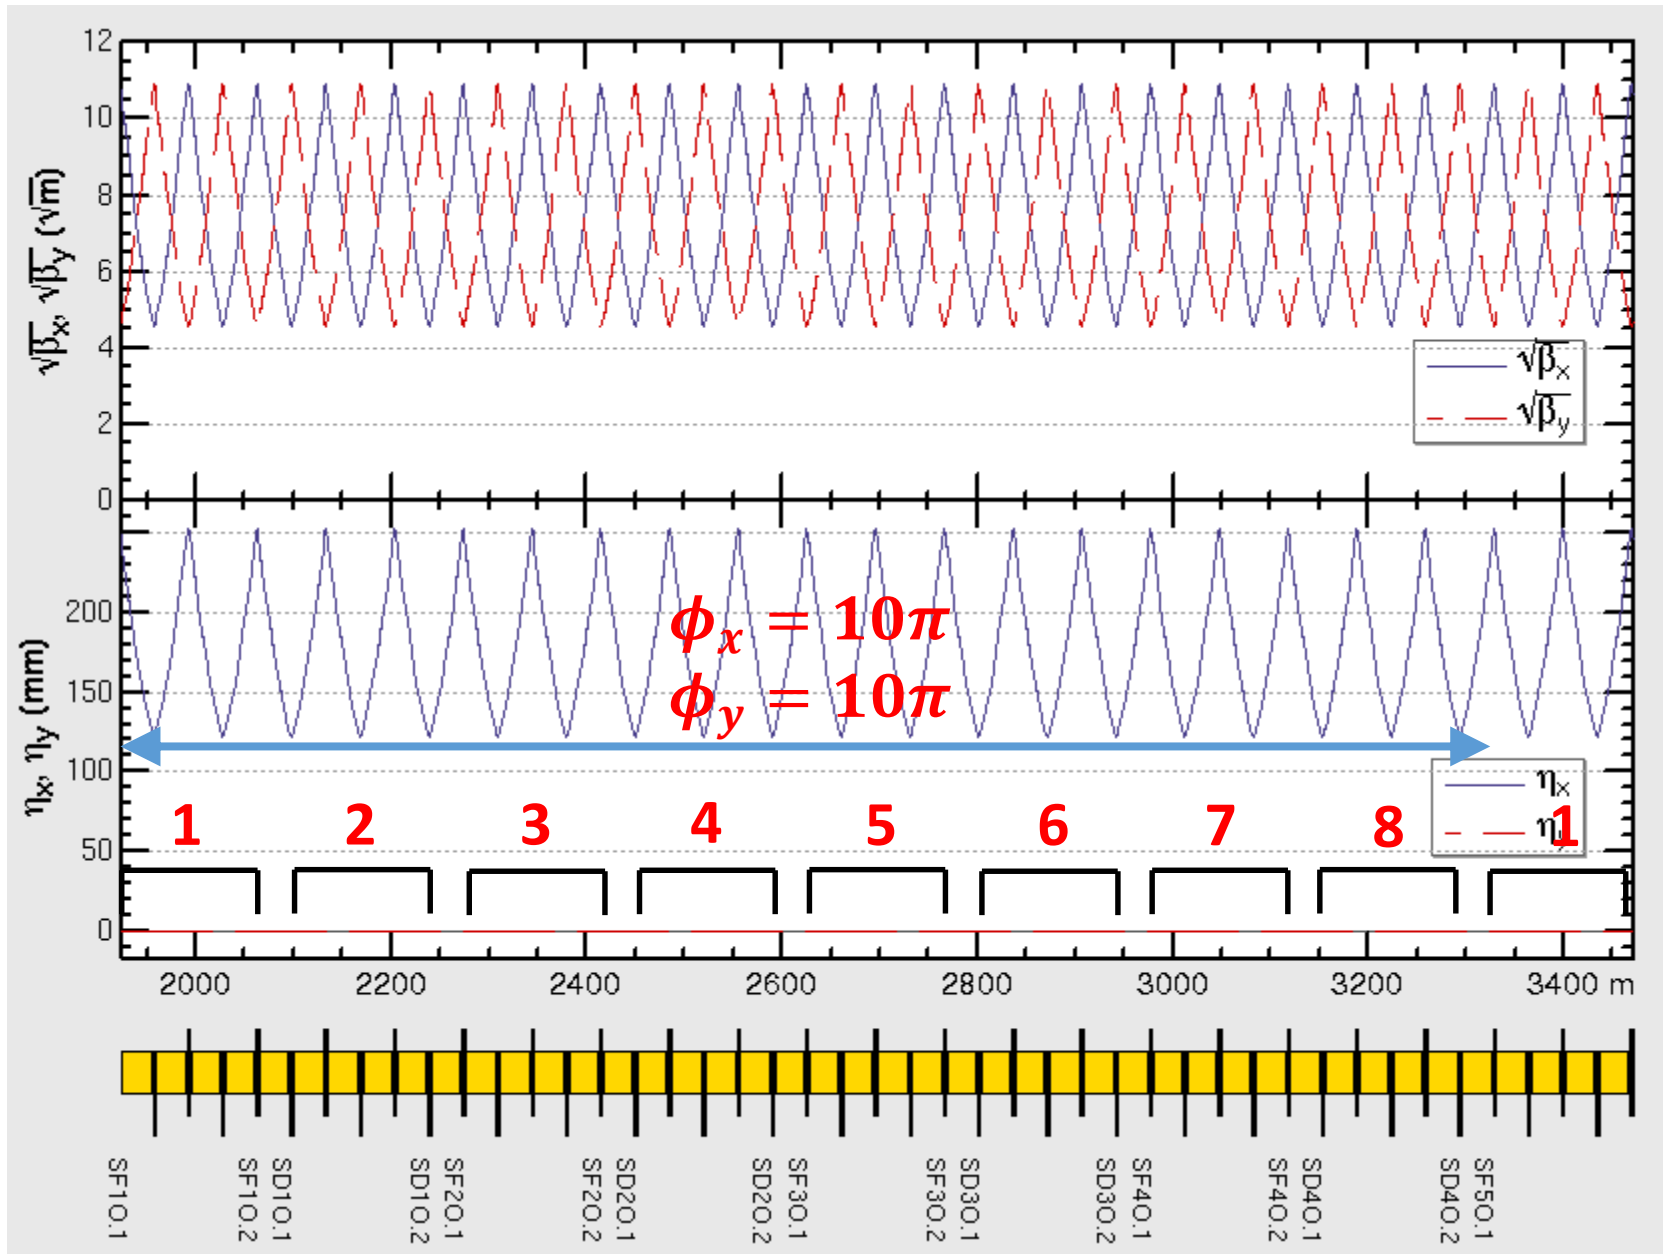 12
10
8
6
4
2
0
√βx, √βy (√m)
√βx
√βy
200
150
100
50
0
ηx, ηy (mm)
ϕx = 10π
ϕy = 10π
ηx
1 2 3 4 5 6 7 8 1
2000 2200 2400 2600 2800 3000 3200 3400 m
SF1O.1
SF1O.2
SD1O.1
SD1O.2
SF2O.1
SF2O.2
SD2O.1
SD2O.2
SF3O.1
SF3O.2
SD3O.1
SD3O.2
SF4O.1
SF4O.2
SD4O.1
SD4O.2
SF5O.1